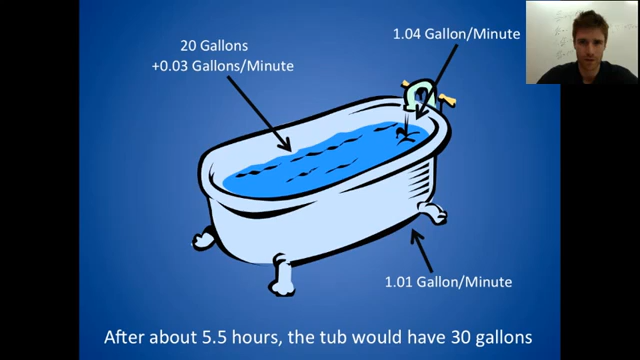 1.04 Gallon/Minute
20 Gallons
+0.03 Gallons/Minute
1.01 Gallon/Minute
After about 5.5 hours, the tub would have 30 gallons